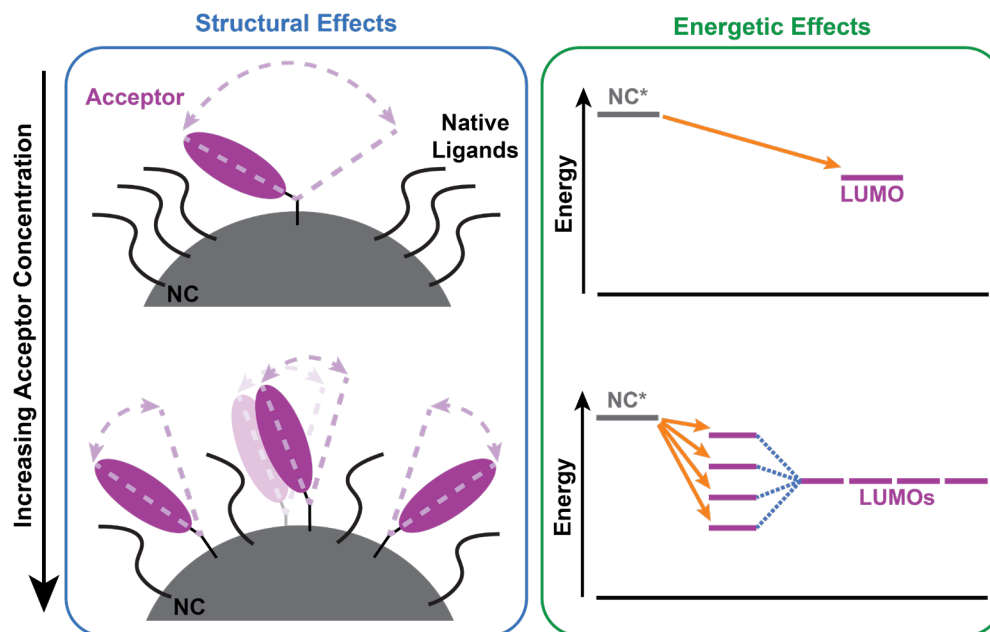 Structural Effects
Energetic Effects
Increasing Acceptor Concentration
Acceptor
Native
Ligands
NC
NC*
LUMO
Energy
NC
NC*
LUMOs
Energy